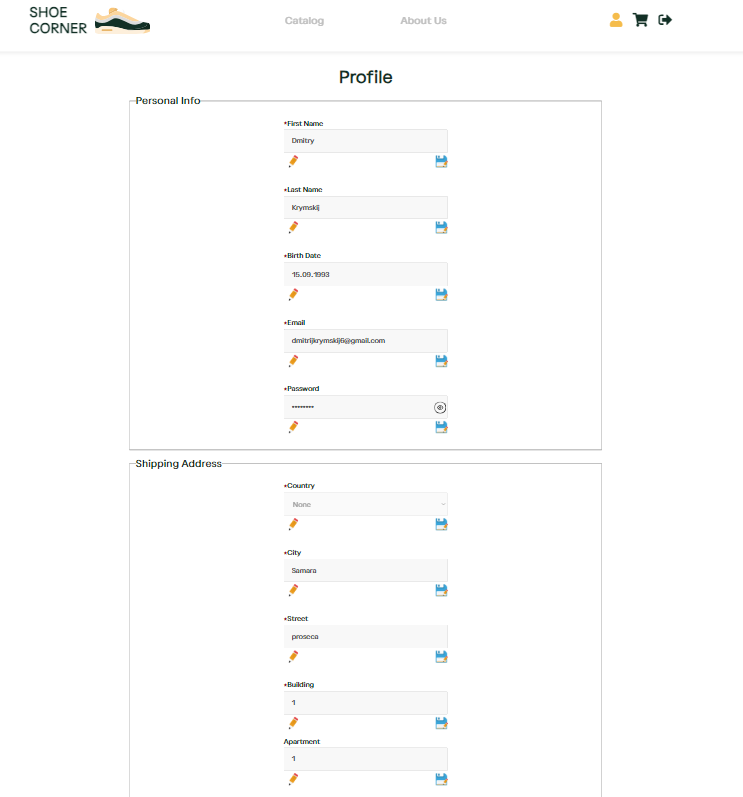 SHOE
CORNER
Catalog
About Us
Profile
Personal Info
*First Name
Dmitry
*Last Name
Krymskij
*Birth Date
15.09.1993
*Email
dmitrijkrymskij6@gmail.com
*Password
••••••••
Shipping Address
*Country
None
*City
Samara
*Street
proseca
*Building
1
Apartment
1